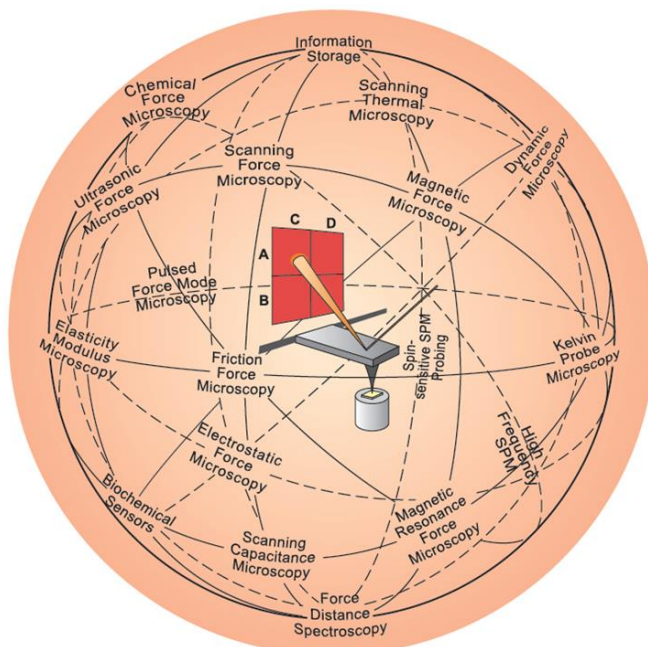 Information
Storage
Chemical
Force
Microscopy
Scanning
Thermal
Microscopy
Dynamic
Force
Microscopy
Ultrasonic
Force
Microscopy
Scanning
Force
Microscopy
Magnetic
Force
Microscopy
C D
A
B
Pulsed
Force Mode
Microscopy
Elasticity
Modulus
Microscopy
Friction
Force
Microscopy
Spin-
sensitive SPM
Probing
Kelvin
Probe
Microscopy
Electrostatic
Force
Microscopy
High
Frequency
SPM
Biochemical
Sensors
Scanning
Capacitance
Microscopy
Magnetic
Resonance
Force
Microscopy
Force
Distance
Spectroscopy